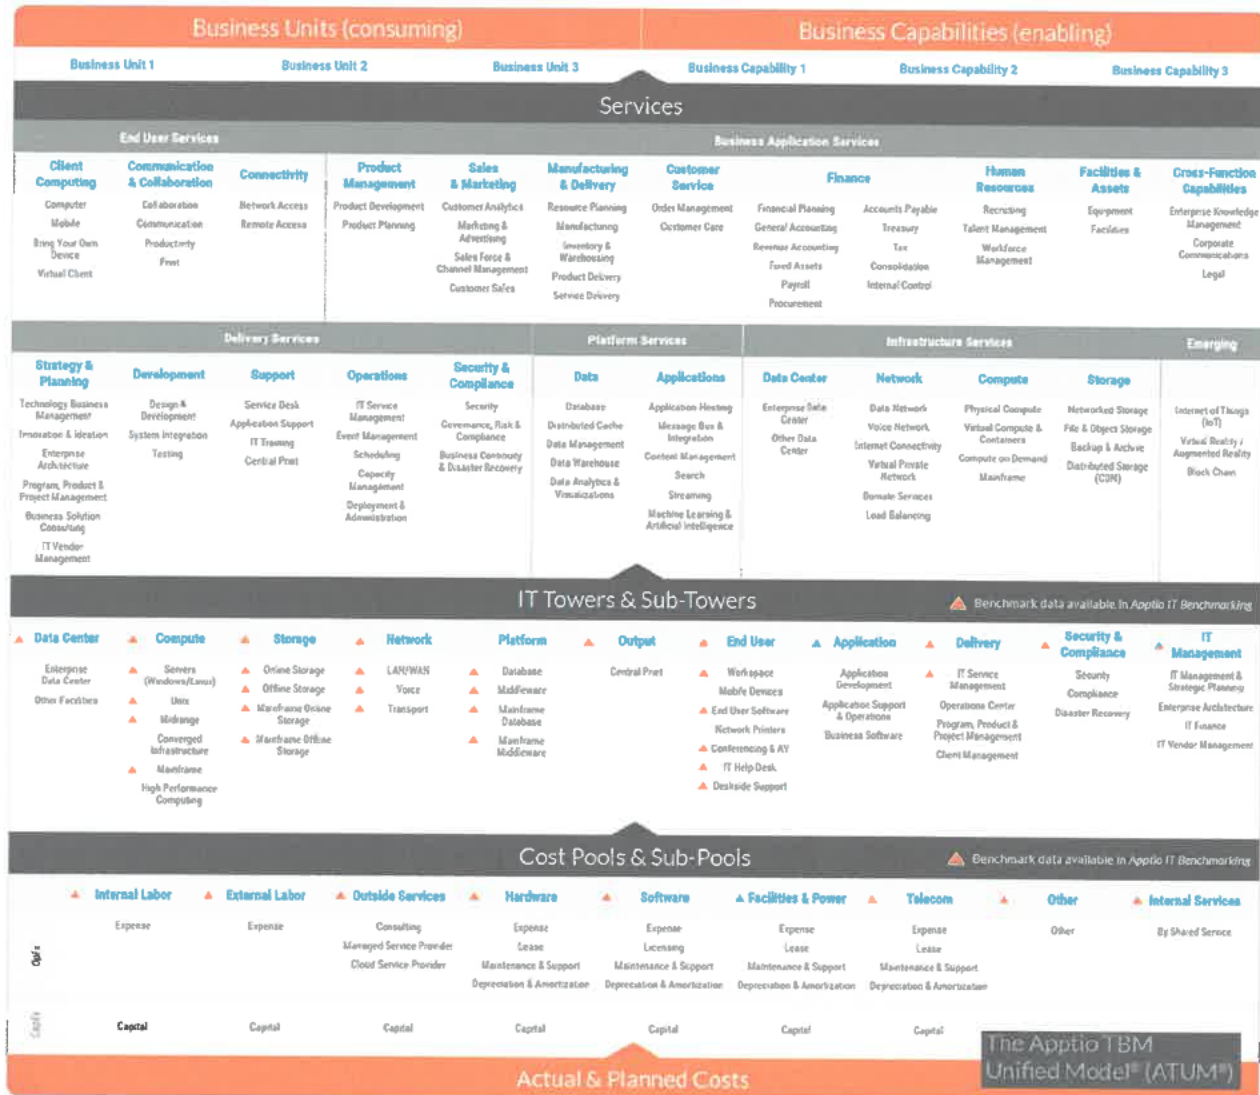 Business Units (consuming)
Business Capabilities (enabling)
Business Unit 1
Business Unit 2
Business Unit 3
Business Capability 1
Business Capability 2
Business Capability 3
Services
End User Services
Business Application Services
Client
Computing
Computer
Mobile
Bring Your Own
Device
Virtual Client
Communication
& Collaboration
Collaboration
Communication
Productivity
Print
Connectivity
Network Access
Remote Access
Product
Management
Product Development
Product Planning
Sales
& Marketing
Customer Analytics
Marketing &
Advertising
Sales Force &
Channel Management
Customer Sales
Manufacturing
& Delivery
Resource Planning
Manufacturing
Inventory &
Warehousing
Product Delivery
Service Delivery
Customer
Service
Order Management
Customer Care
Finance
Financial Planning
General Accounting
Revenue Accounting
Fixed Assets
Payroll
Procurement
Accounts Payable
Treasury
Tax
Consolidation
Internal Control
Human
Resources
Recruiting
Talent Management
Workforce
Management
Facilities &
Assets
Equipment
Facilities
Cross-Function
Capabilities
Enterprise Knowledge
Management
Corporate
Communications
Legal
Delivery Services
Platform Services
Infrastructure Services
Emerging
Strategy &
Planning
Technology Business
Management
Innovation & Ideation
Enterprise
Architecture
Program, Product &
Project Management
Business Solution
Consulting
IT Vendor
Management
Development
Design &
Development
System Integration
Testing
Support
Service Desk
Application Support
IT Training
Central Print
Operations
IT Service
Management
Event Management
Scheduling
Capacity
Management
Deployment &
Administration
Security &
Compliance
Security
Governance, Risk &
Compliance
Business Continuity
& Disaster Recovery
Data
Database
Distributed Cache
Data Management
Data Warehouse
Data Analytics &
Visualizations
Applications
Application Hosting
Message Bus &
Integration
Content Management
Search
Streaming
Machine Learning &
Artificial Intelligence
Data Center
Enterprise Data
Center
Other Data
Center
Network
Data Network
Voice Network
Internet Connectivity
Virtual Private
Network
Domain Services
Load Balancing
Compute
Physical Compute
Virtual Compute &
Containers
Compute on Demand
Mainframe
Storage
Networked Storage
File & Object Storage
Backup & Archive
Distributed Storage
(CDN)
Internet of Things
(IoT)
Virtual Reality /
Augmented Reality
Block Chain
IT Towers & Sub-Towers
Benchmark data available in Apptio IT Benchmarking
Data Center
Enterprise
Data Center
Other Facilities
Compute
Servers
(Windows/Linux)
Unix
Midrange
Converged
Infrastructure
Mainframe
High Performance
Computing
Storage
Online Storage
Offline Storage
Mainframe Online
Storage
Mainframe Offline
Storage
Network
LAN/WAN
Voice
Transport
Platform
Database
Middleware
Mainframe
Database
Mainframe
Middleware
Output
Central Print
End User
Workspace
Mobile Devices
End User Software
Network Printers
Conferencing & AV
IT Help Desk
Deskside Support
Application
Application
Development
Application Support
& Operations
Business Software
Delivery
IT Service
Management
Operations Center
Program, Product &
Project Management
Client Management
Security &
Compliance
Security
Compliance
Disaster Recovery
IT
Management
IT Management &
Strategic Planning
Enterprise Architecture
IT Finance
IT Vendor Management
Cost Pools & Sub-Pools
Benchmark data available in Apptio IT Benchmarking
OpEx
Internal Labor
Expense
External Labor
Expense
Outside Services
Consulting
Managed Service Provider
Cloud Service Provider
Hardware
Expense
Lease
Maintenance & Support
Depreciation & Amortization
Software
Expense
Licensing
Maintenance & Support
Depreciation & Amortization
Facilities & Power
Expense
Lease
Maintenance & Support
Depreciation & Amortization
Telecom
Expense
Lease
Maintenance & Support
Depreciation & Amortization
Other
Other
Internal Services
By Shared Service
CapEx
Capital
Capital
Capital
Capital
Capital
Capital
Capital
The Apptio TBM
Unified Model® (ATUM®)
Actual & Planned Costs